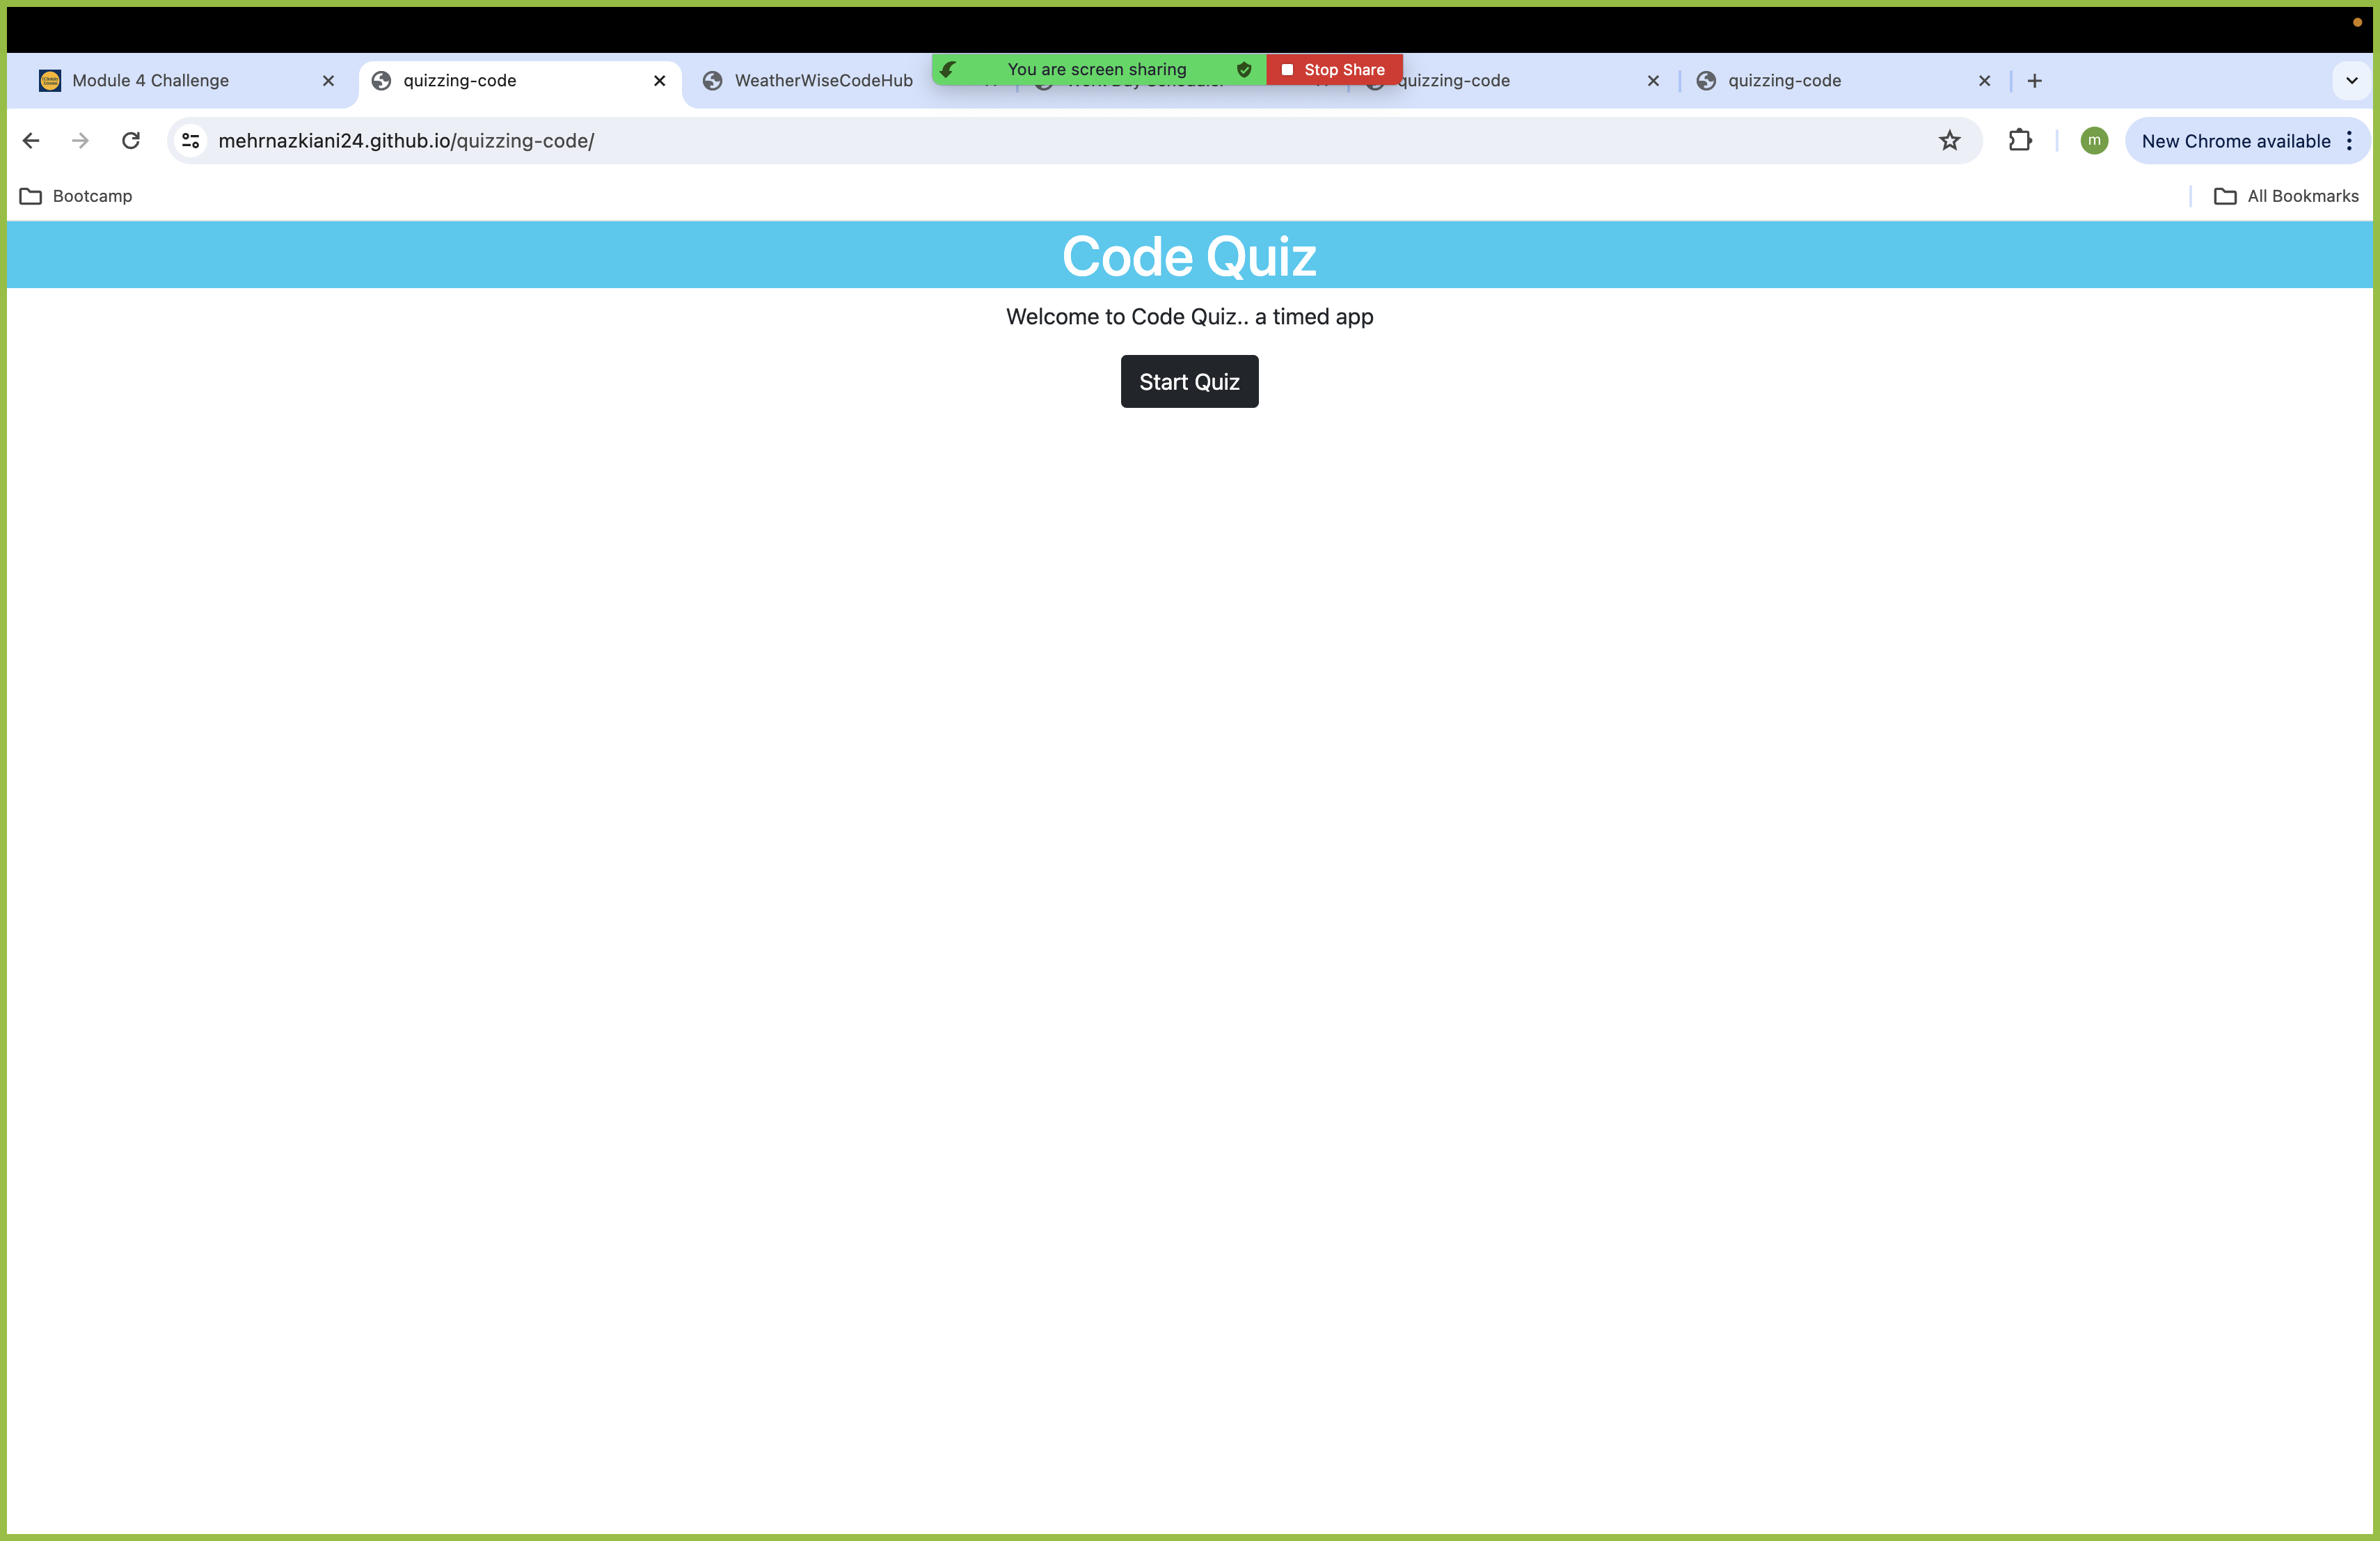 You are screen sharing Stop Share
Module 4 Challenge quizzing-code WeatherWiseCodeHub quizzing-code quizzing-code
mehrnazkiani24.github.io/quizzing-code/ m New Chrome available
Bootcamp All Bookmarks
Code Quiz
Welcome to Code Quiz.. a timed app
Start Quiz